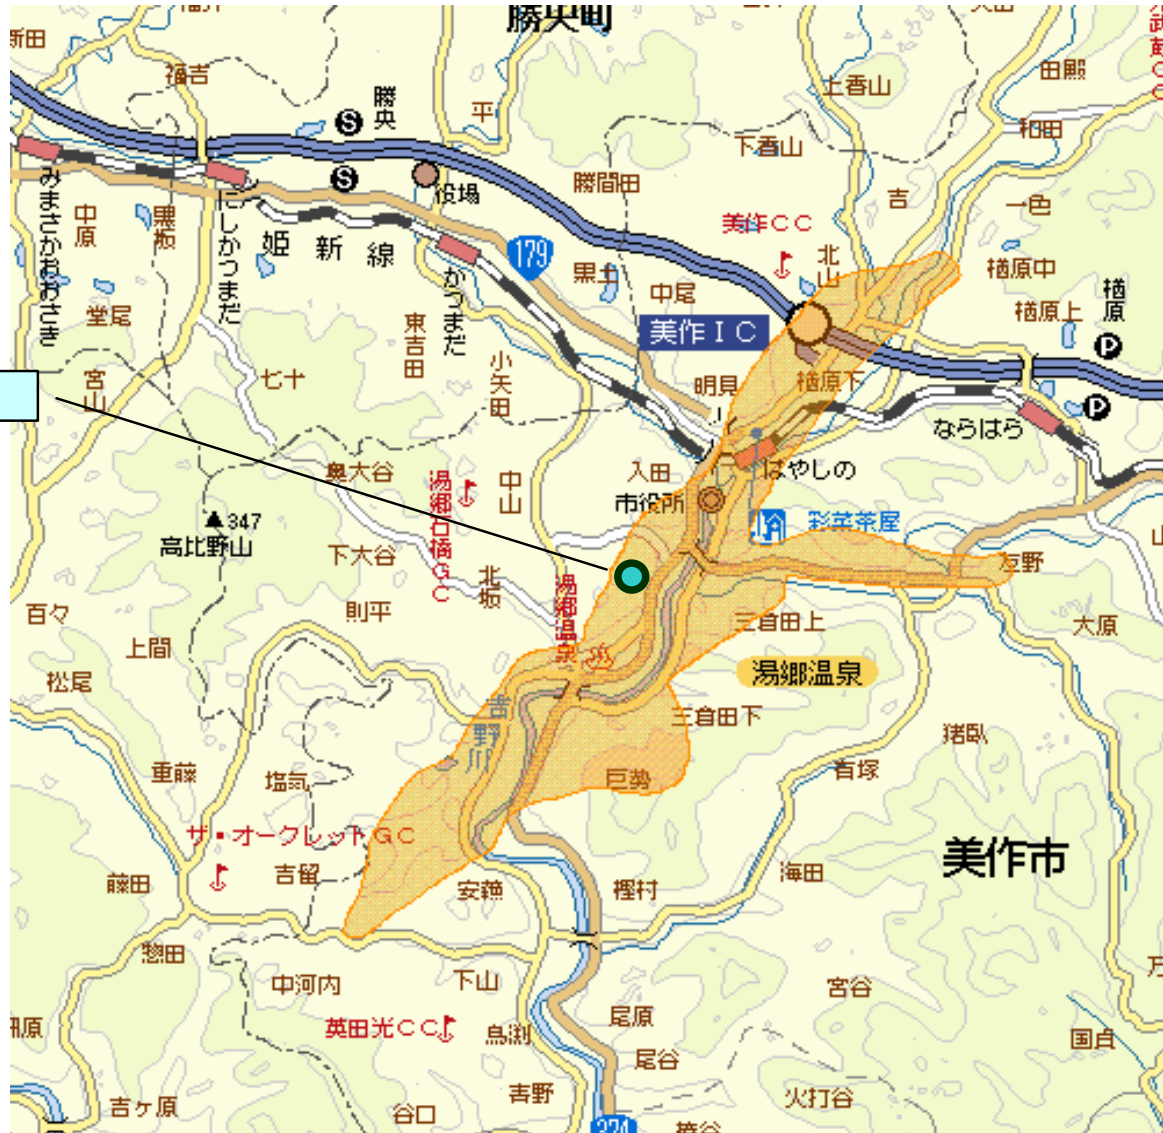 勝央町
新田
福吉
勝央
平
上香山
田殿
和田
下香山
勝間田
役場
吉
一色
美作CC
北山
楢原中
楢原上
楢原
みまさかおおさき
中原
黒坂
にしかつまだ
姫新線
かつまだ
179
黒土
中尾
美作IC
堂尾
宮山
七十
東吉田
小矢田
明見
楢原下
ならはら
はやしの
入田
市役所
彩菜茶屋
奥大谷
湯郷石橋GC
中山
347
高比野山
下大谷
北坂
則平
百々
上間
松尾
湯郷温泉
三倉田上
湯郷温泉
友野
大原
三倉田下
吉野川
猪臥
重藤
塩気
巨勢
有塚
ザ・オークレットGC
美作市
藤田
吉留
安蘓
樫村
海田
惣田
中河内
下山
宮谷
英田光CC
鳥渕
尾原
尾谷
国貞
吉ヶ原
谷口
吉野
火打谷
374